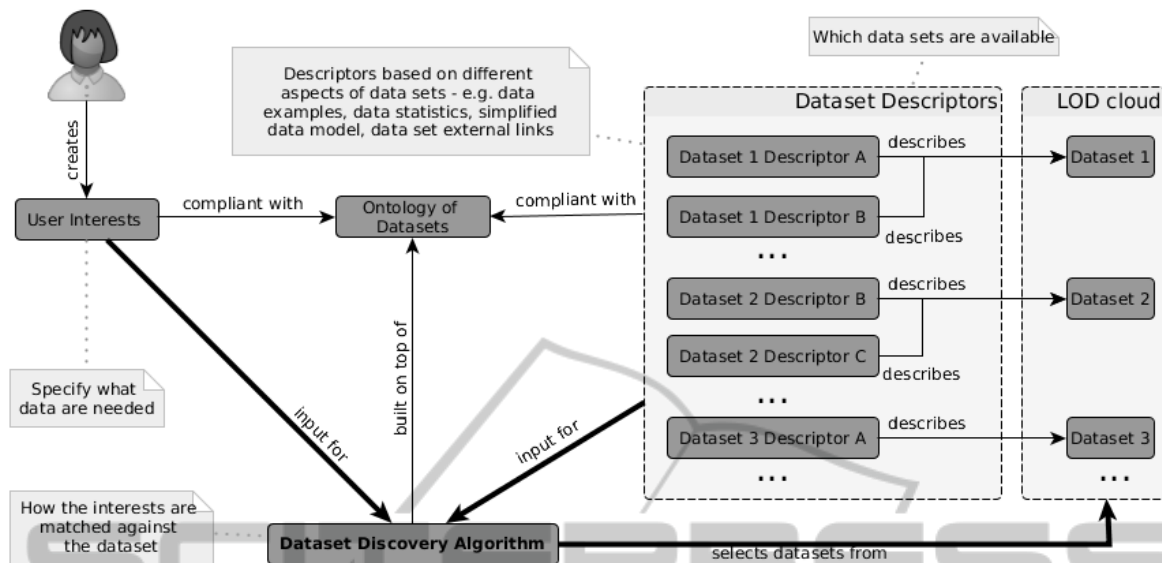 Which data sets are available
Descriptors based on different
aspects of data sets - e.g. data
examples, data statistics, simplified
data model, data set external links
Dataset Descriptors
LOD cloud
creates
Dataset 1 Descriptor A
describes
Dataset 1
User Interests
compliant with
Ontology of
Datasets
compliant with
Dataset 1 Descriptor B
describes
...
Dataset 2 Descriptor B
describes
Dataset 2
built on top of
Dataset 2 Descriptor C
describes
Specify what
data are needed
...
input for
input for
Dataset 3 Descriptor A
describes
Dataset 3
...
...
How the interests are
matched against
the dataset
Dataset Discovery Algorithm
selects datasets from